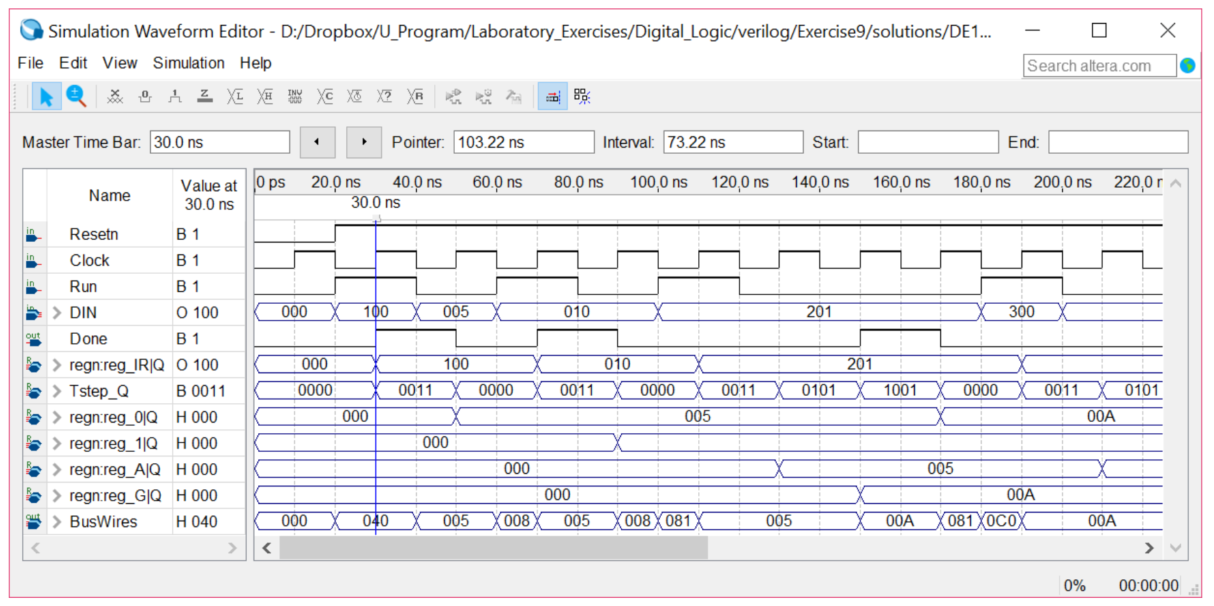 Simulation Waveform Editor - D:/Dropbox/U_Program/Laboratory_Exercises/Digital_Logic/verilog/Exercise9/solutions/DE1...
File Edit View Simulation Help
Search altera.com
Master Time Bar: 30.0 ns Pointer: 103.22 ns Interval: 73.22 ns Start: End:
Name Value at 30.0 ns 0 ps 20.0 ns 40.0 ns 60.0 ns 80.0 ns 100.0 ns 120.0 ns 140.0 ns 160.0 ns 180.0 ns 200.0 ns 220.0 n
30.0 ns
in Resetn B 1
in Clock B 1
in Run B 1
in > DIN O 100 000 100 005 010 201 300
out Done B 1
R > regn:reg_IR|Q O 100 000 100 010 201
R > Tstep_Q B 0011 0000 0011 0000 0011 0000 0011 0101 1001 0000 0011 0101
R > regn:reg_0|Q H 000 000 005 00A
R > regn:reg_1|Q H 000 000
R > regn:reg_A|Q H 000 000 005
R > regn:reg_G|Q H 000 000 00A
out > BusWires H 040 000 040 005 008 005 008 081 005 00A 081 0C0 00A
0% 00:00:00